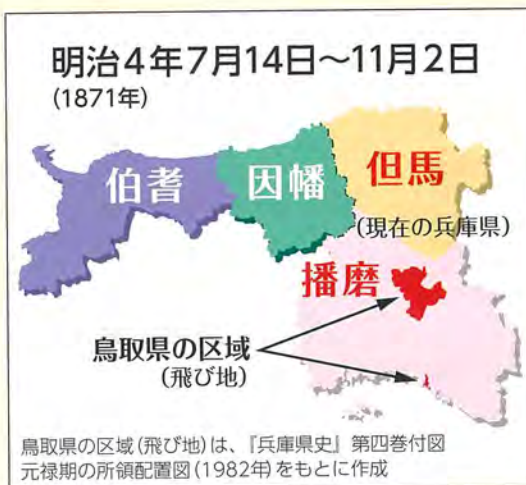 明治4年7月14日～11月2日
(1871年)
伯耆
因幡
但馬
(現在の兵庫県)
播磨
鳥取県の区域
(飛び地)
鳥取県の区域(飛び地)は、『兵庫県史』第四巻付図
元禄期の所領配置図(1982年)をもとに作成